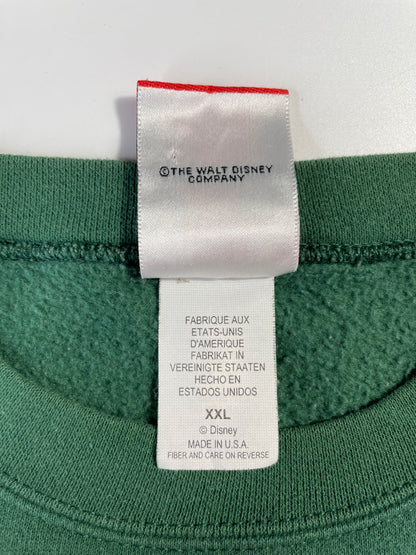 ©THE WALT DISNEY
COMPANY
FABRIQUE AUX
ETATS-UNIS
D'AMERIQUE
FABRIKAT IN
VEREINIGTE STAATEN
HECHO EN
ESTADOS UNIDOS
XXL
© Disney
MADE IN U.S.A.
FIBER AND CARE ON REVERSE